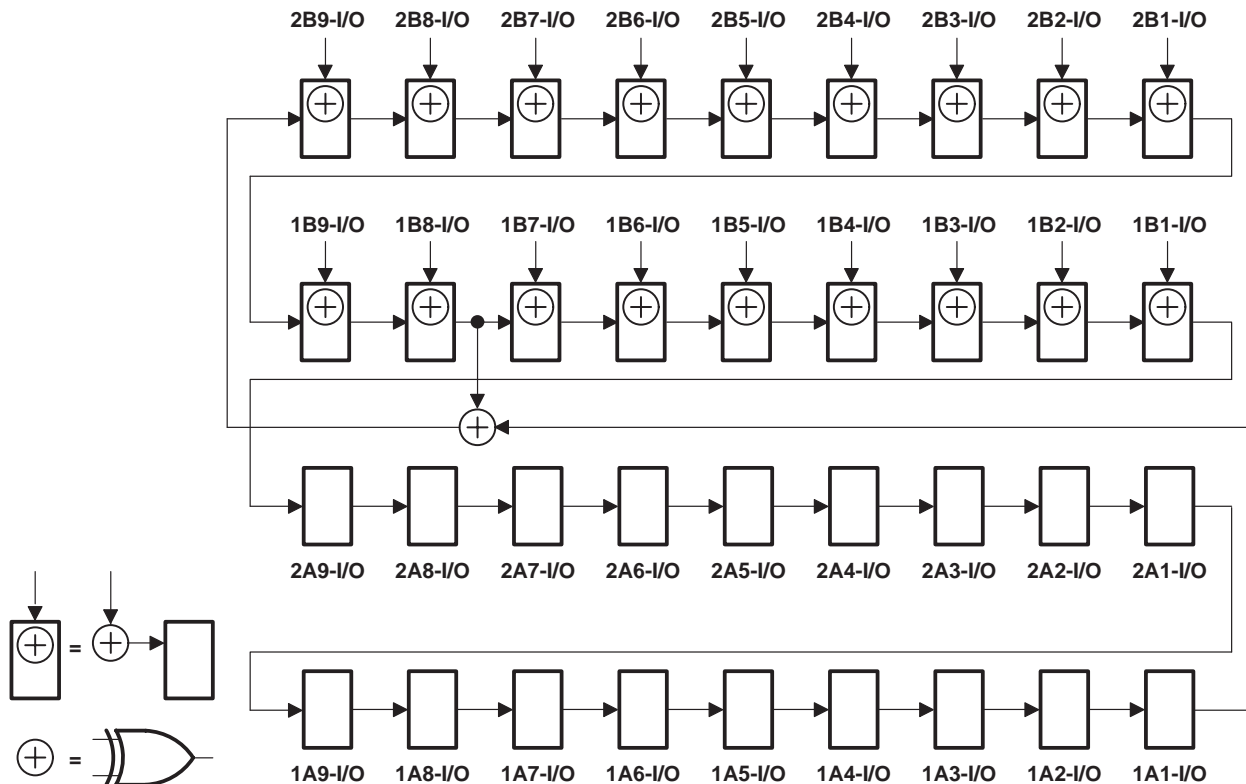 2B9-I/O 2B8-I/O 2B7-I/O 2B6-I/O 2B5-I/O 2B4-I/O 2B3-I/O 2B2-I/O 2B1-I/O
1B9-I/O 1B8-I/O 1B7-I/O 1B6-I/O 1B5-I/O 1B4-I/O 1B3-I/O 1B2-I/O 1B1-I/O
2A9-I/O 2A8-I/O 2A7-I/O 2A6-I/O 2A5-I/O 2A4-I/O 2A3-I/O 2A2-I/O 2A1-I/O
=
=
1A9-I/O 1A8-I/O 1A7-I/O 1A6-I/O 1A5-I/O 1A4-I/O 1A3-I/O 1A2-I/O 1A1-I/O